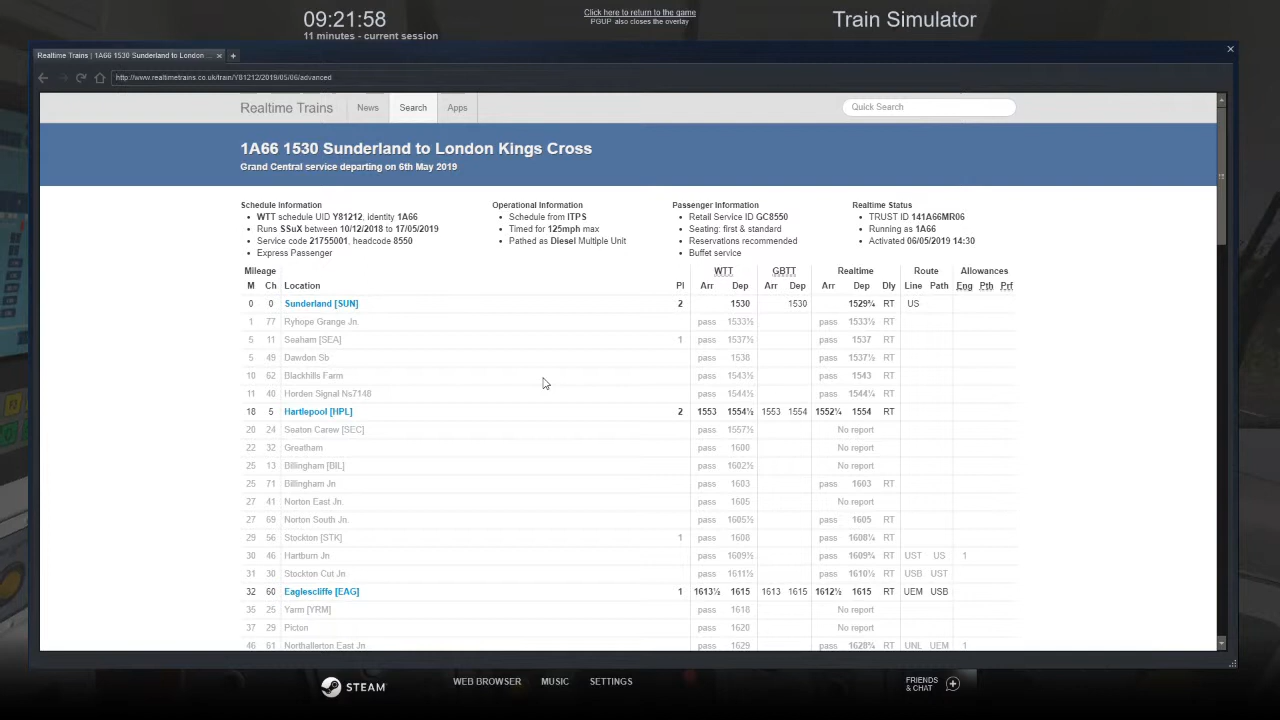 09:21:58
11 minutes - current session
Click here to return to the game
PGUP also closes the overlay
Train Simulator
Realtime Trains | 1A66 1530 Sunderland to London ...
http://www.realtimetrains.co.uk/train/Y81212/2019/05/06/advanced
Realtime Trains News Search Apps Quick Search
1A66 1530 Sunderland to London Kings Cross
Grand Central service departing on 6th May 2019
Schedule Information
• WTT schedule UID Y81212, identity 1A66
• Runs SSuX between 10/12/2018 to 17/05/2019
• Service code 21755001, headcode 8550
• Express Passenger
Operational Information
• Schedule from ITPS
• Timed for 125mph max
• Pathed as Diesel Multiple Unit
Passenger Information
• Retail Service ID GC8550
• Seating: first & standard
• Reservations recommended
• Buffet service
Realtime Status
• TRUST ID 141A66MR06
• Running as 1A66
• Activated 06/05/2019 14:30
Mileage WTT GBTT Realtime Route Allowances
M Ch Location Pl Arr Dep Arr Dep Arr Dep Dly Line Path Eng Pth Prf
0 0 Sunderland [SUN] 2 1530 1530 1529¾ RT US
1 77 Ryhope Grange Jn. pass 1533½ pass 1533½ RT
5 11 Seaham [SEA] 1 pass 1537½ pass 1537 RT
5 49 Dawdon Sb pass 1538 pass 1537½ RT
10 62 Blackhills Farm pass 1543½ pass 1543 RT
11 40 Horden Signal Ns7148 pass 1544½ pass 1544¼ RT
18 5 Hartlepool [HPL] 2 1553 1554½ 1553 1554 1552¼ 1554 RT
20 24 Seaton Carew [SEC] pass 1557½ No report
22 32 Greatham pass 1600 No report
25 13 Billingham [BIL] pass 1602½ No report
25 71 Billingham Jn pass 1603 pass 1603 RT
27 41 Norton East Jn. pass 1605 No report
27 69 Norton South Jn. pass 1605½ pass 1605 RT
29 56 Stockton [STK] 1 pass 1608 pass 1608¼ RT
30 46 Hartburn Jn pass 1609½ pass 1609¾ RT UST US 1
31 30 Stockton Cut Jn pass 1611½ pass 1610½ RT USB UST
32 60 Eaglescliffe [EAG] 1 1613½ 1615 1613 1615 1612½ 1615 RT UEM USB
35 25 Yarm [YRM] pass 1618 No report
37 29 Picton pass 1620 No report
46 61 Northallerton East Jn pass 1629 pass 1628¾ RT UNL UEM 1
STEAM WEB BROWSER MUSIC SETTINGS FRIENDS & CHAT